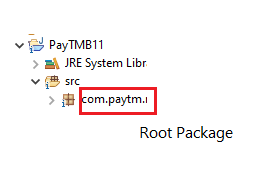 PayTMB11
JRE System Libr
src
com.paytm.
Root Package